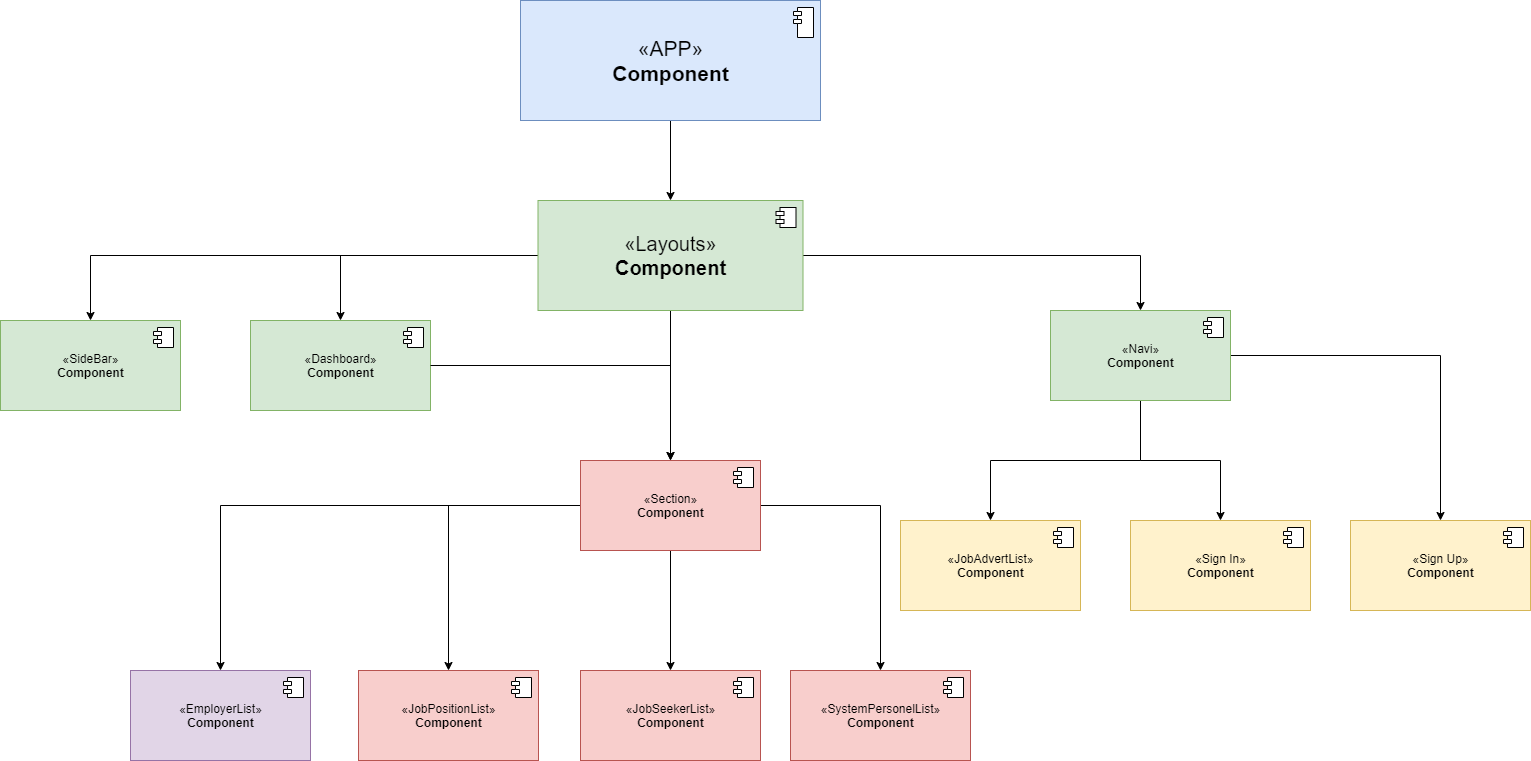 «APP»
Component
«Layouts»
Component
«SideBar»
Component
«Dashboard»
Component
«Navi»
Component
«Section»
Component
«JobAdvertList»
Component
«Sign In»
Component
«Sign Up»
Component
«EmployerList»
Component
«JobPositionList»
Component
«JobSeekerList»
Component
«SystemPersonelList»
Component